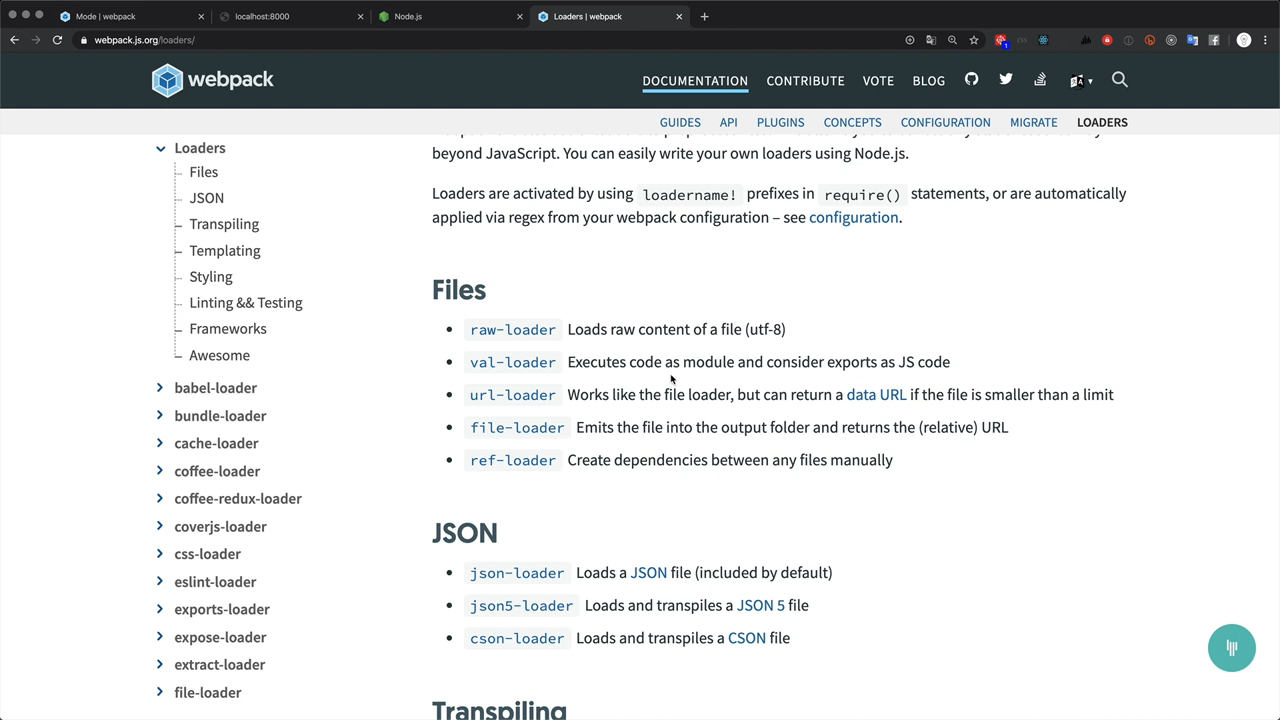 Mode | webpack
localhost:8000
Node.js
Loaders | webpack
webpack.js.org/loaders/
1
webpack
DOCUMENTATION CONTRIBUTE VOTE BLOG
GUIDES API PLUGINS CONCEPTS CONFIGURATION MIGRATE LOADERS
Loaders
Files
JSON
Transpiling
Templating
Styling
Linting && Testing
Frameworks
Awesome
babel-loader
bundle-loader
cache-loader
coffee-loader
coffee-redux-loader
coverjs-loader
css-loader
eslint-loader
exports-loader
expose-loader
extract-loader
file-loader
beyond JavaScript. You can easily write your own loaders using Node.js.
Loaders are activated by using loadername! prefixes in require() statements, or are automatically
applied via regex from your webpack configuration – see configuration.
Files
• raw-loader Loads raw content of a file (utf-8)
• val-loader Executes code as module and consider exports as JS code
• url-loader Works like the file loader, but can return a data URL if the file is smaller than a limit
• file-loader Emits the file into the output folder and returns the (relative) URL
• ref-loader Create dependencies between any files manually
JSON
• json-loader Loads a JSON file (included by default)
• json5-loader Loads and transpiles a JSON 5 file
• cson-loader Loads and transpiles a CSON file
Transpiling